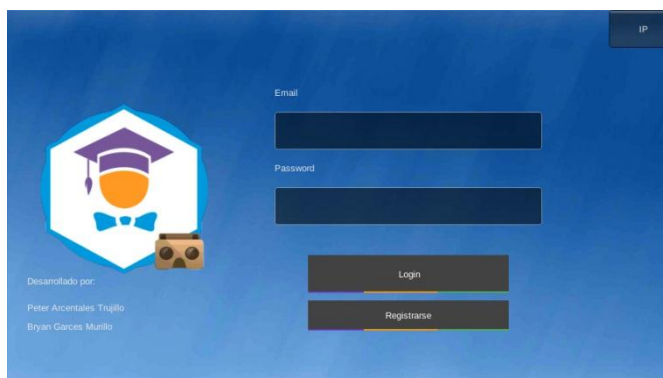 IP
Email
Password
Login
Registrarse
Desarrollado por:
Peter Arcentales Trujillo
Bryan Garces Murillo